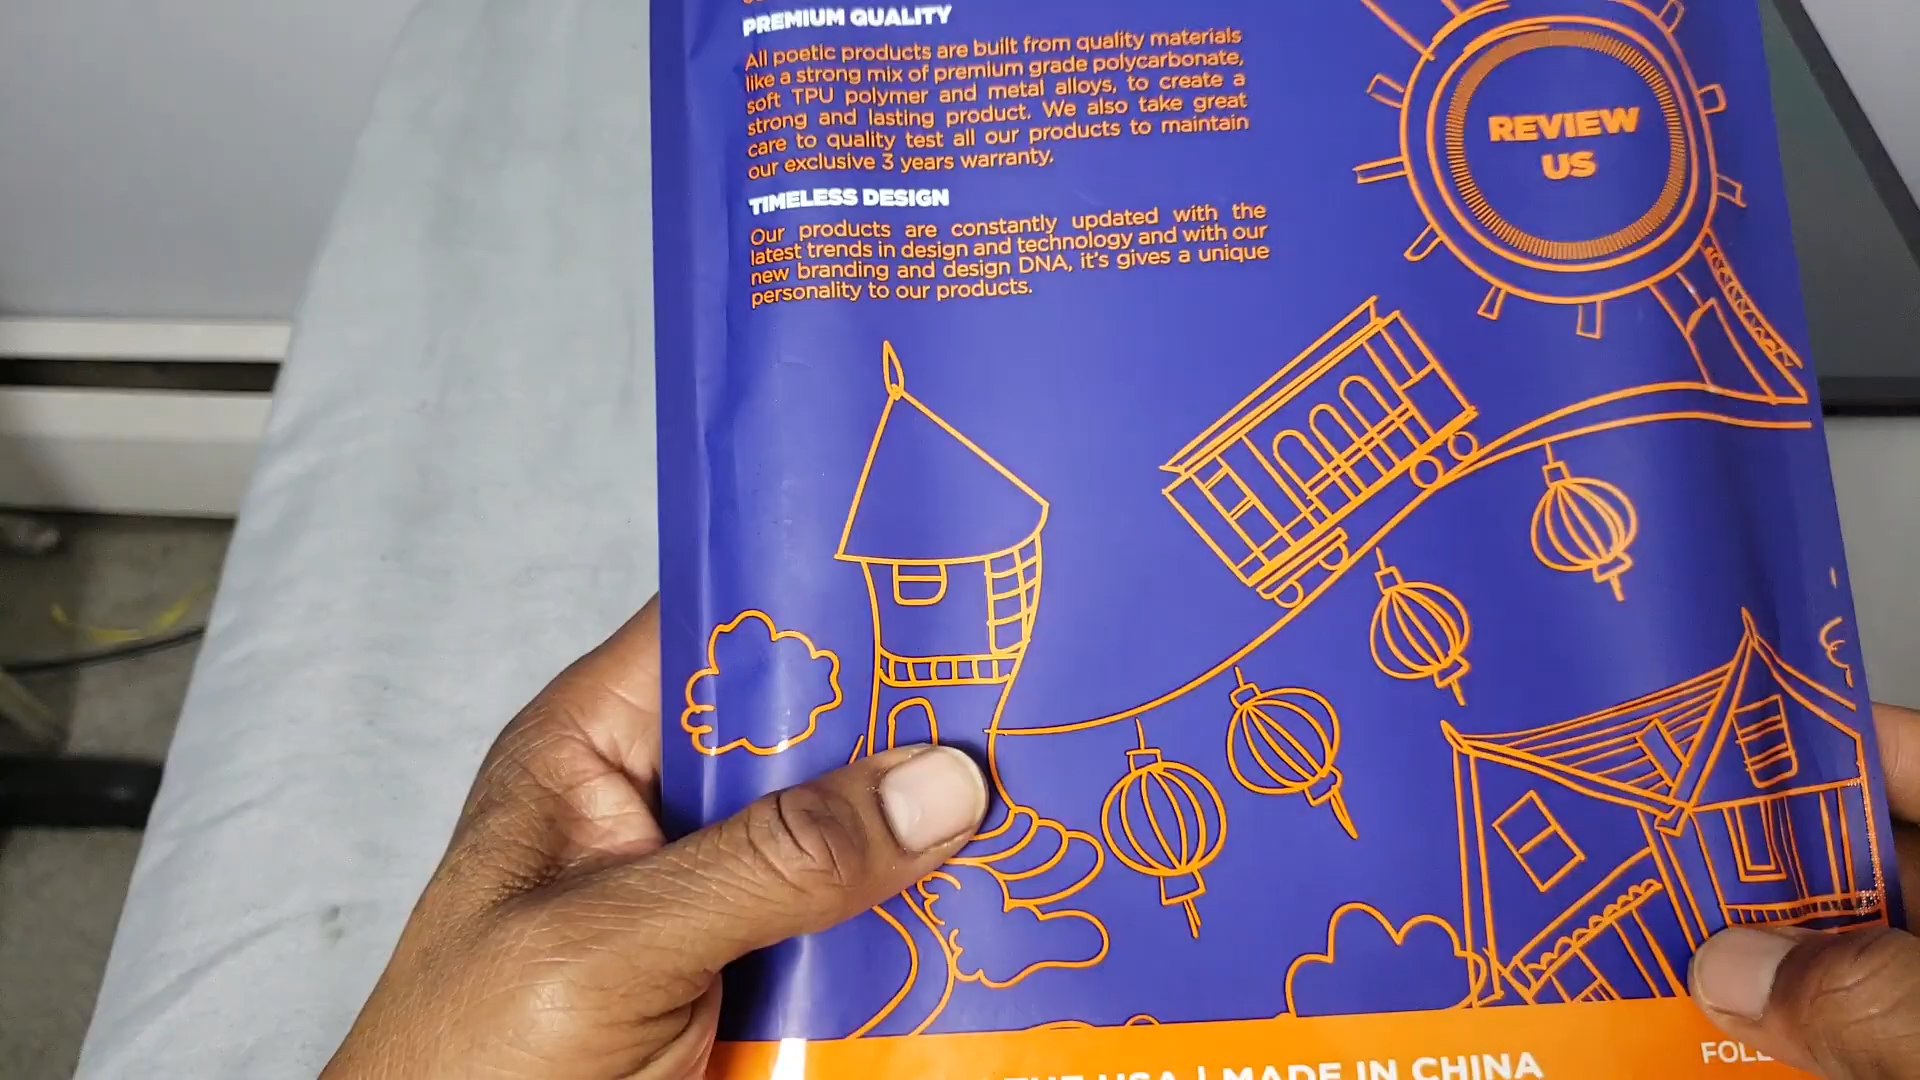 PREMIUM QUALITY
All poetic products are built from quality materials
like a strong mix of premium grade polycarbonate,
soft TPU polymer and metal alloys, to create a
strong and lasting product. We also take great
care to quality test all our products to maintain
our exclusive 3 years warranty.
TIMELESS DESIGN
Our products are constantly updated with the
latest trends in design and technology and with our
new branding and design DNA, it's gives a unique
personality to our products.
REVIEW
US
THE USA | MADE IN CHINA